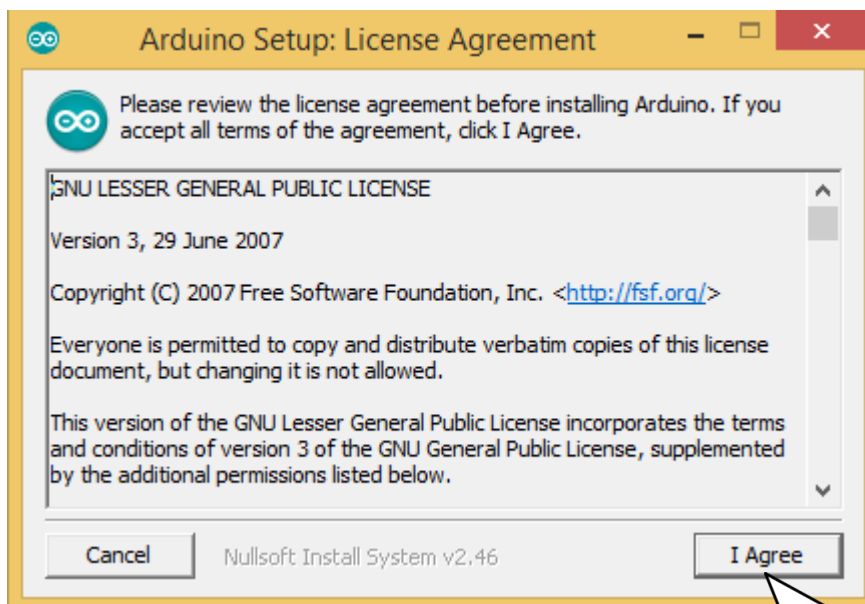 Arduino Setup: License Agreement
Please review the license agreement before installing Arduino. If you
accept all terms of the agreement, click I Agree.
GNU LESSER GENERAL PUBLIC LICENSE
Version 3, 29 June 2007
Copyright (C) 2007 Free Software Foundation, Inc. <http://fsf.org/>
Everyone is permitted to copy and distribute verbatim copies of this license
document, but changing it is not allowed.
This version of the GNU Lesser General Public License incorporates the terms
and conditions of version 3 of the GNU General Public License, supplemented
by the additional permissions listed below.
Cancel
Nullsoft Install System v2.46
I Agree